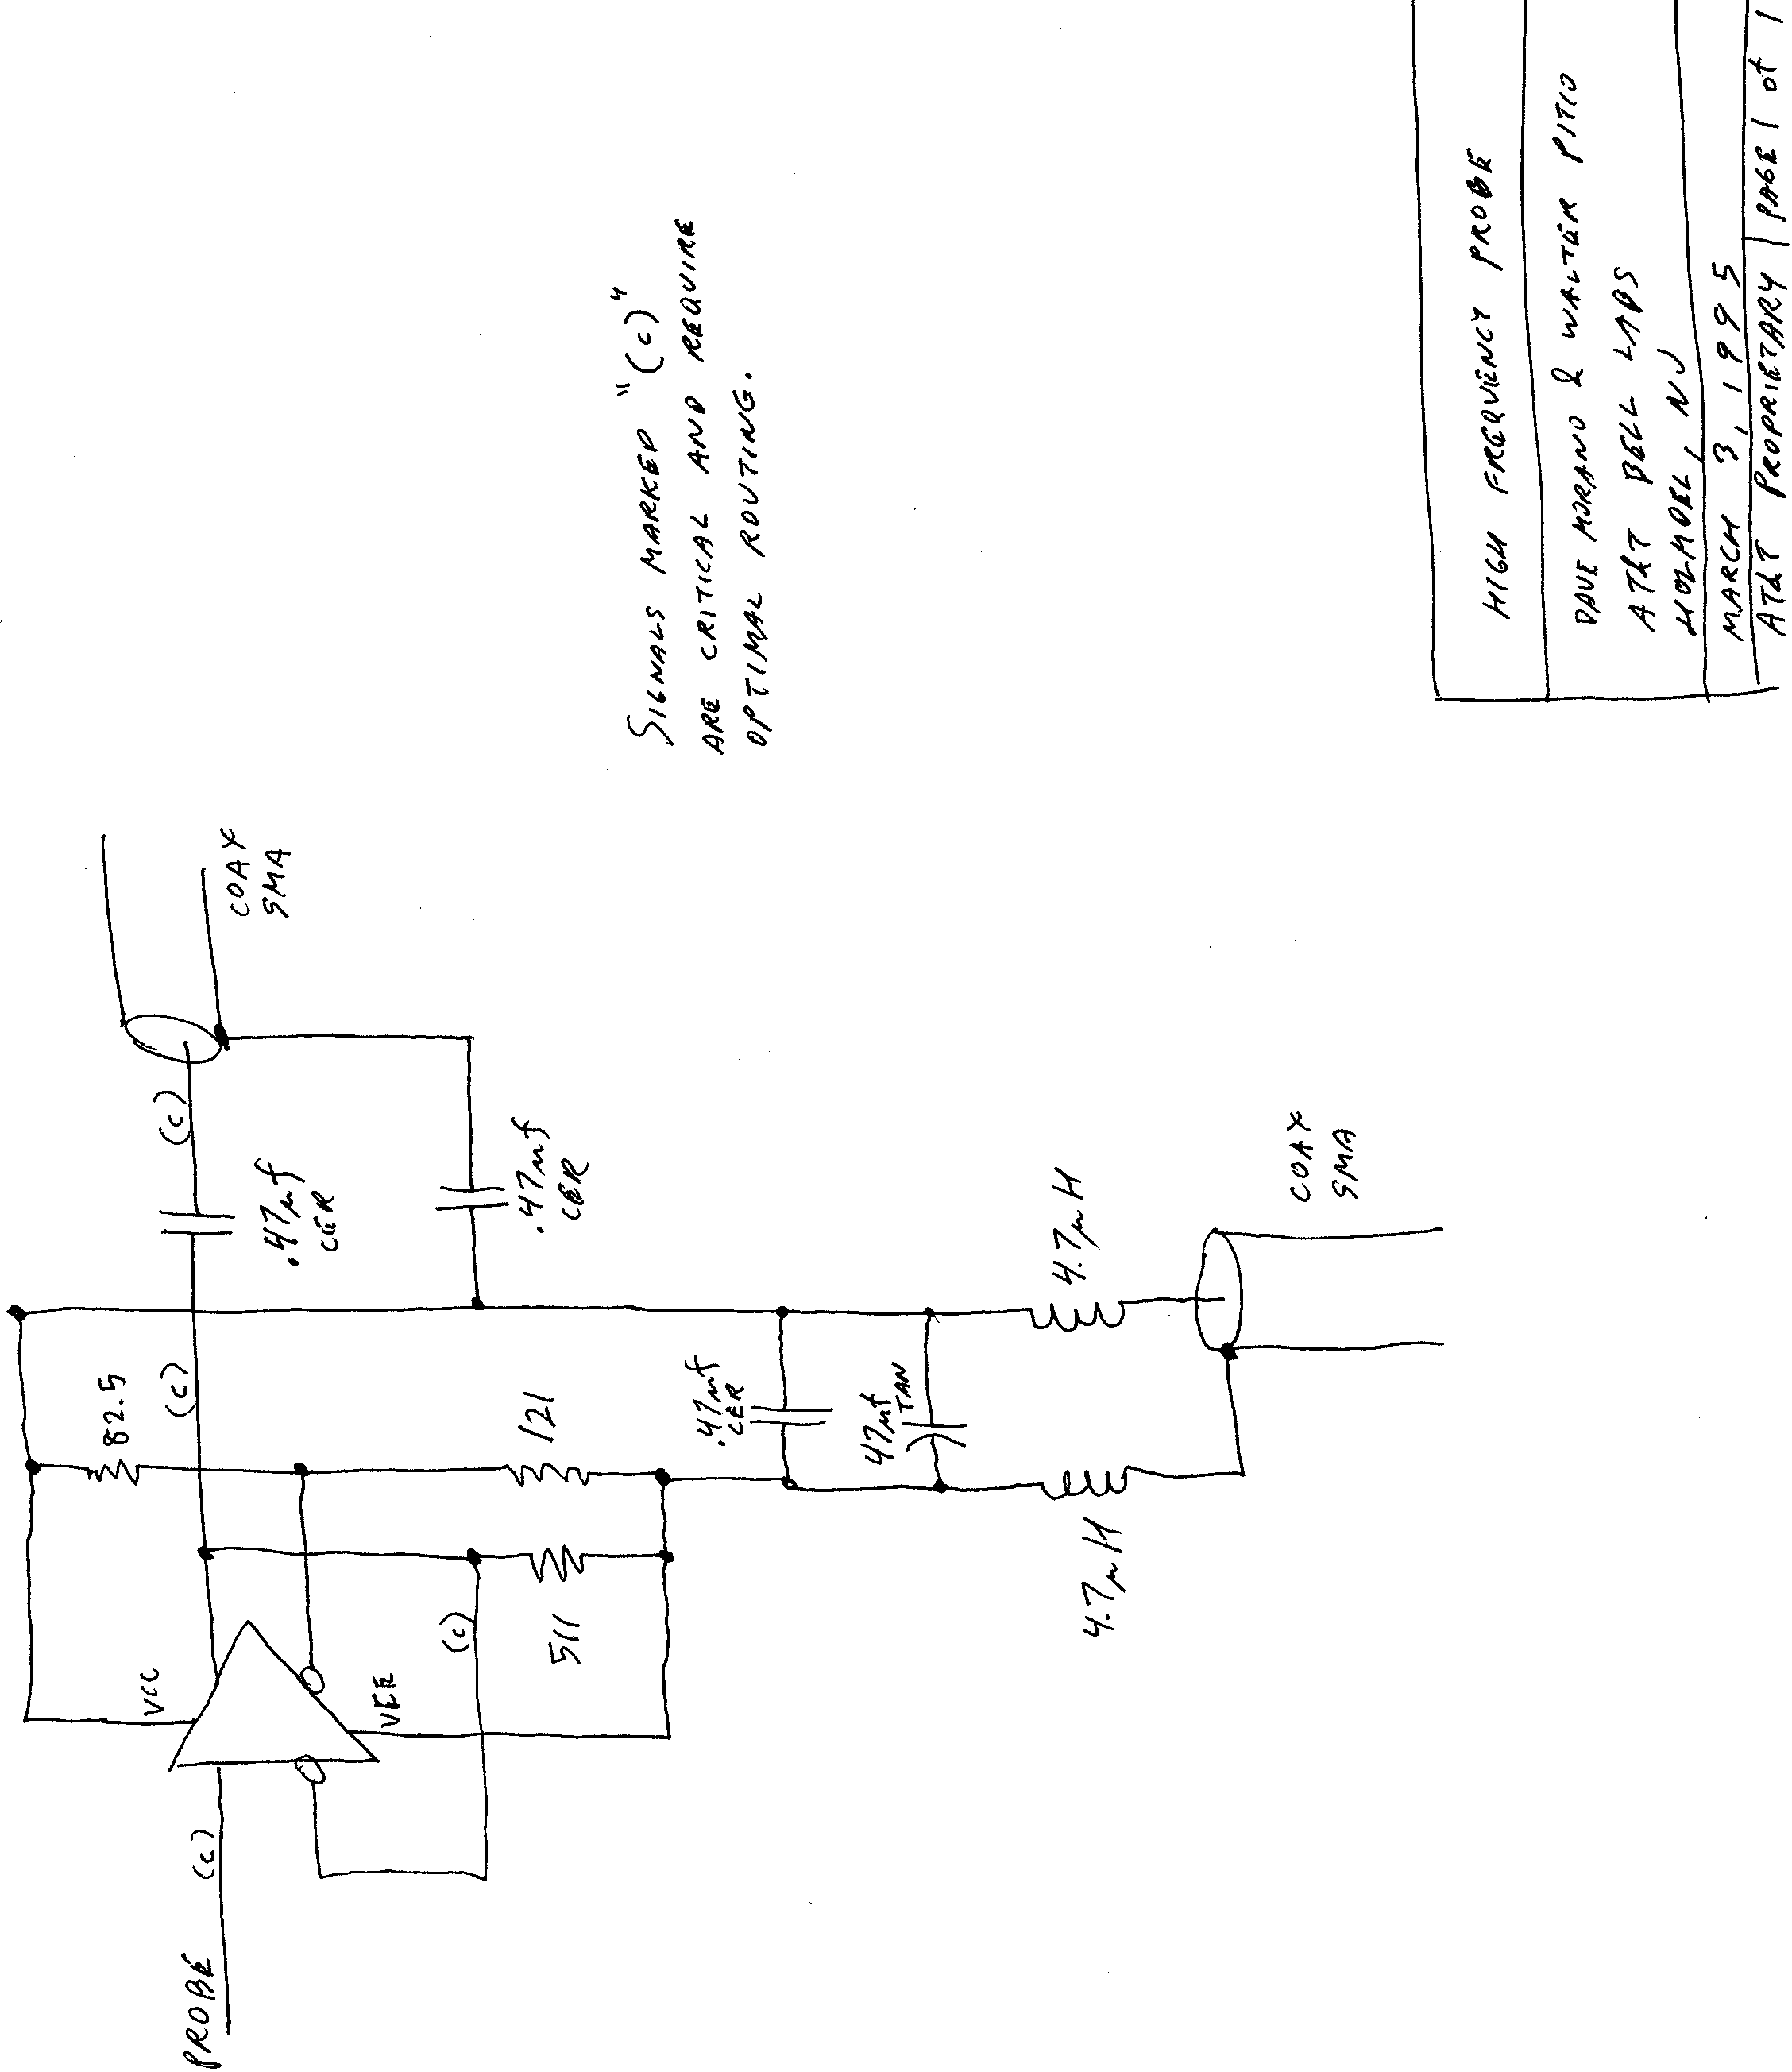 PROBE
(c)
VCC
VEE
(c)
511
82.5
(c)
121
.47µf
CER
47µf
TAN
4.7µH
4.7µH
.47µf
CER
(c)
.47µf
CER
COAX
SMA
COAX
SMA
SIGNALS MARKED "(c)"
ARE CRITICAL AND REQUIRE
OPTIMAL ROUTING.
HIGH FREQUENCY PROBE
DAVE MORANO & WALTER PITIO
AT&T BELL LABS
HOLMDEL, NJ
MARCH 3, 1995
AT&T PROPRIETARY | PAGE 1 of 1